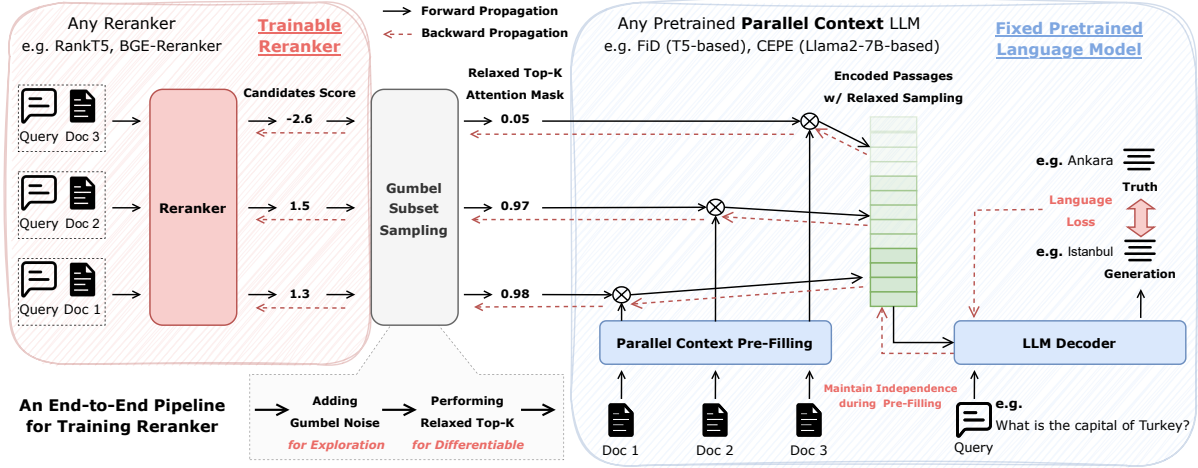 Any Reranker
e.g. RankT5, BGE-Reranker
Trainable
Reranker
Forward Propagation
Backward Propagation
Any Pretrained Parallel Context LLM
e.g. FiD (T5-based), CEPE (Llama2-7B-based)
Fixed Pretrained
Language Model
Candidates Score
Relaxed Top-K
Attention Mask
Encoded Passages
w/ Relaxed Sampling
Query Doc 3
-2.6
0.05
Query Doc 2
Reranker
1.5
Gumbel
Subset
Sampling
0.97
e.g. Ankara
Truth
Language
Loss
e.g. Istanbul
Generation
Query Doc 1
1.3
0.98
Parallel Context Pre-Filling
LLM Decoder
Maintain Independence
during Pre-Filling
An End-to-End Pipeline
for Training Reranker
Adding
Gumbel Noise
for Exploration
Performing
Relaxed Top-K
for Differentiable
Doc 1
Doc 2
Doc 3
Query
e.g.
What is the capital of Turkey?